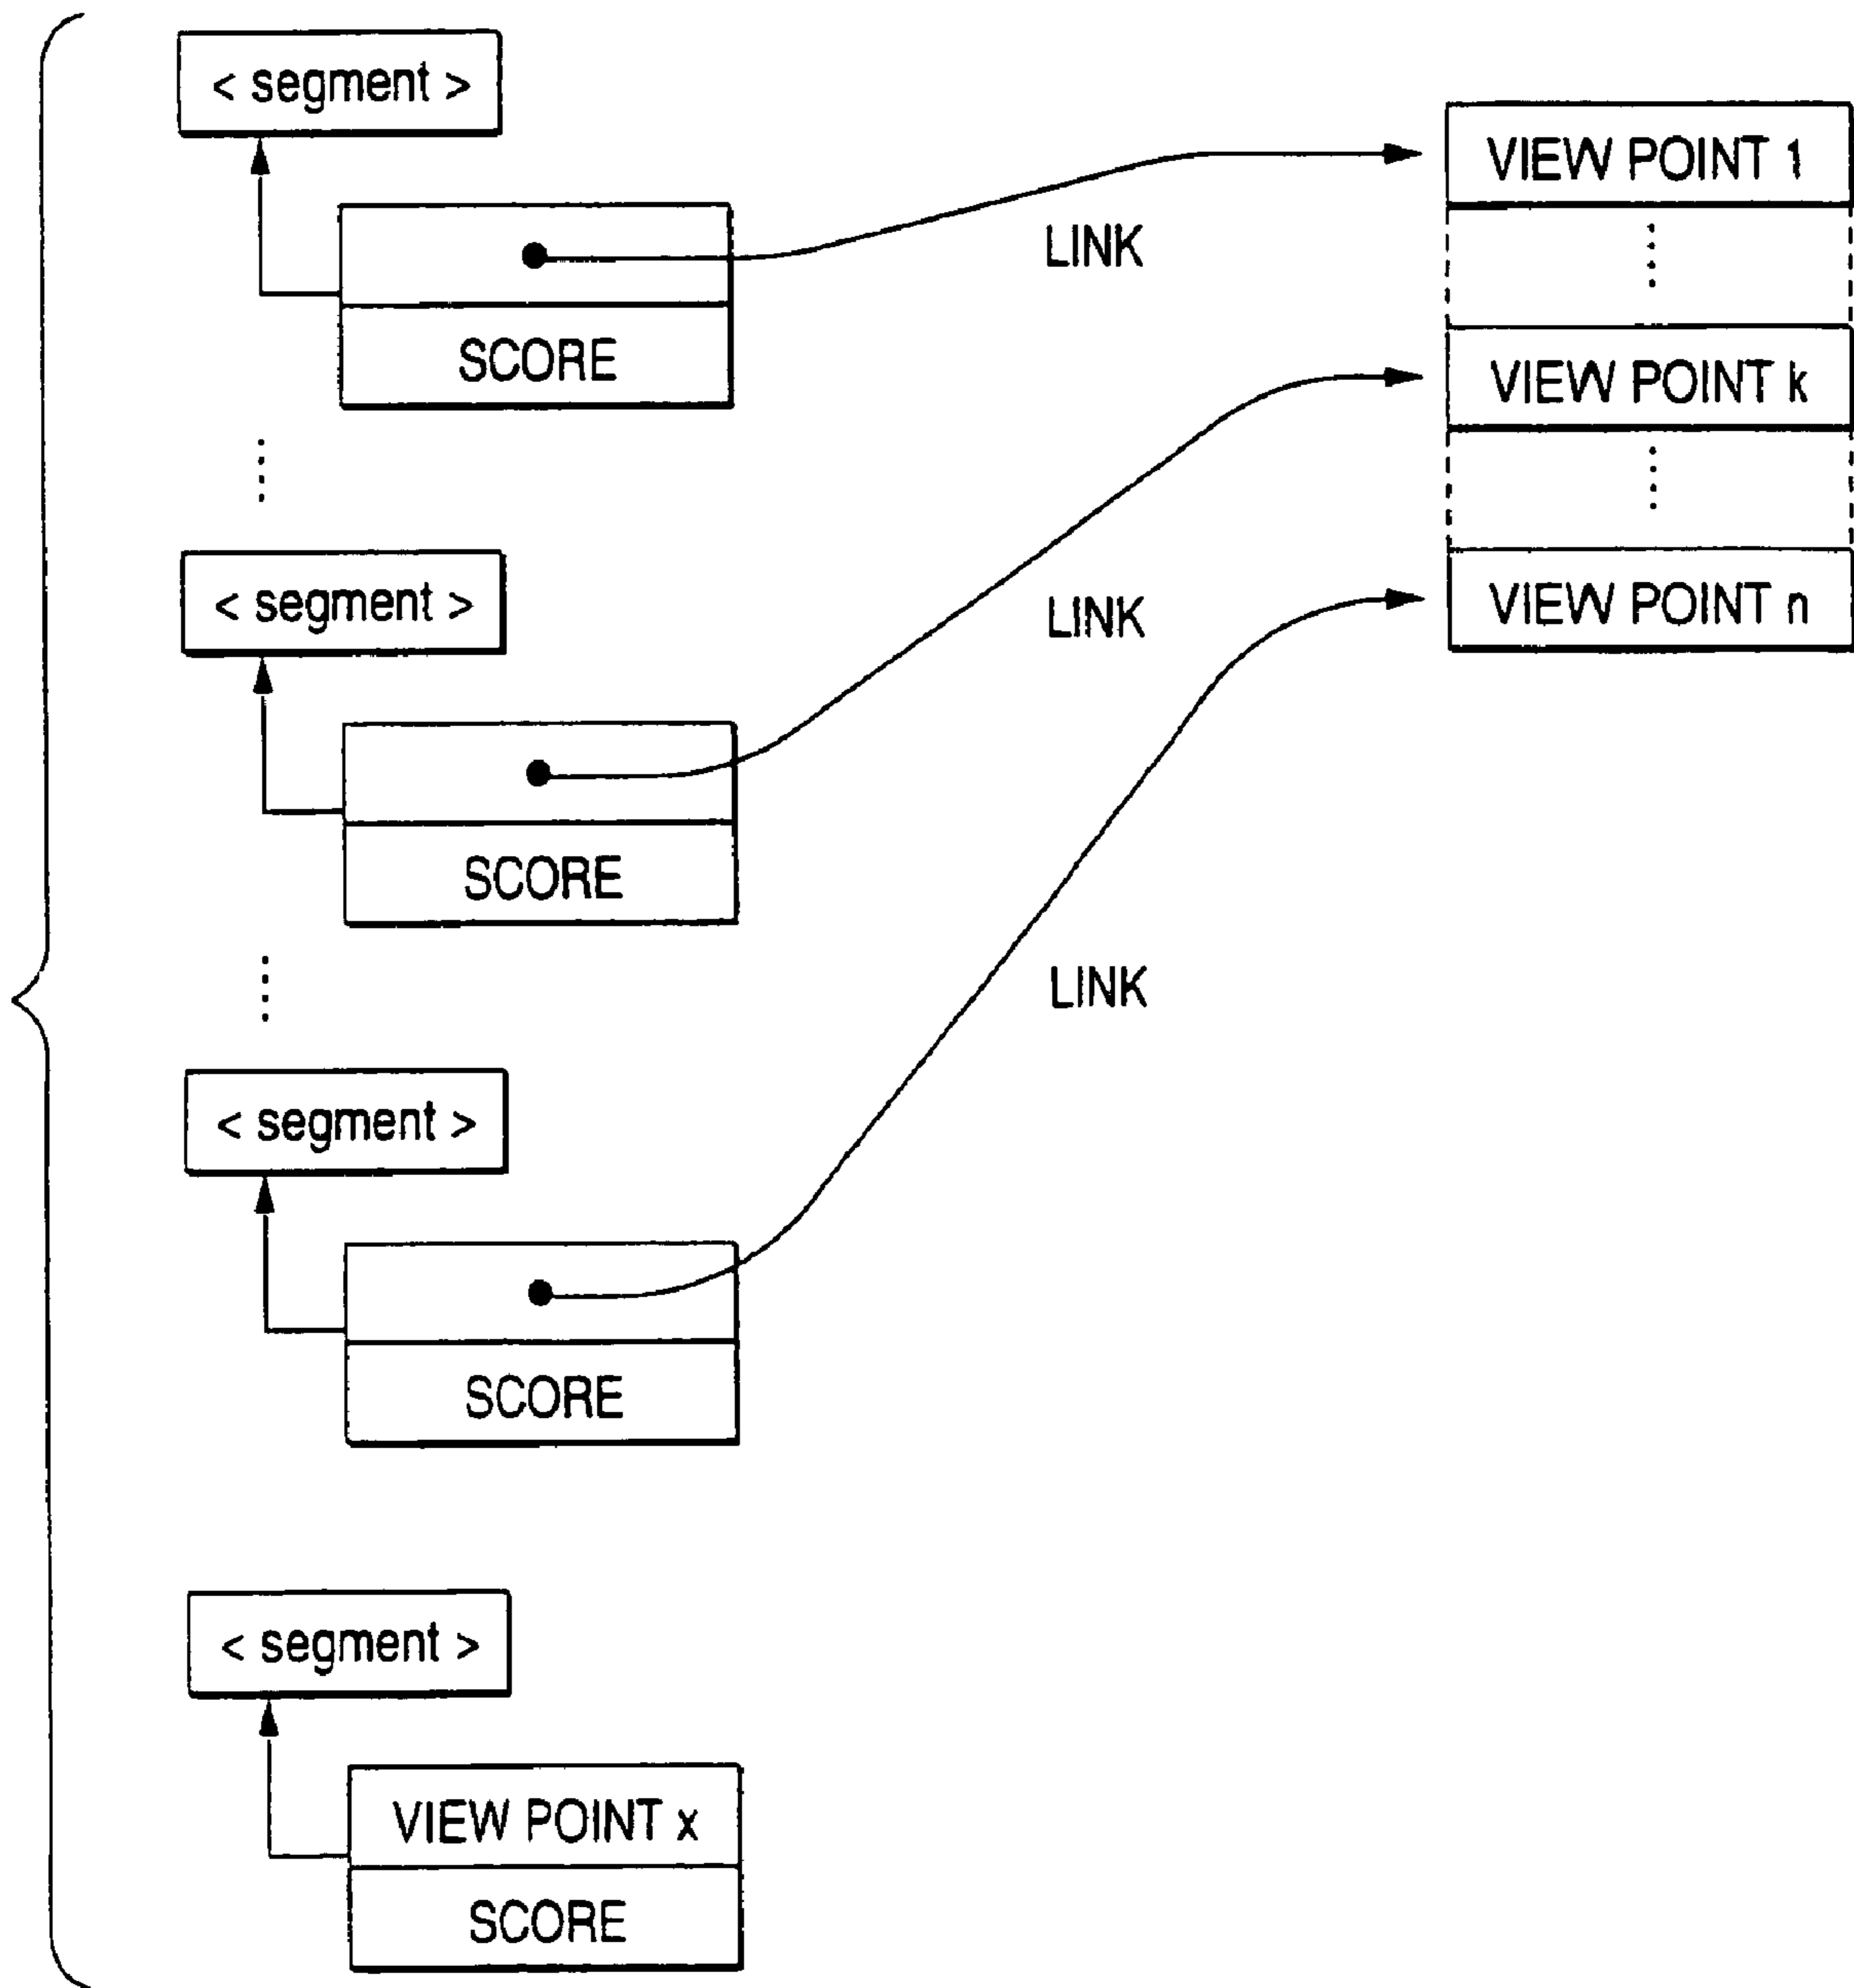 < segment >
VIEW POINT 1
LINK
SCORE
VIEW POINT k
< segment >
LINK
VIEW POINT n
SCORE
LINK
< segment >
SCORE
< segment >
VIEW POINT x
SCORE